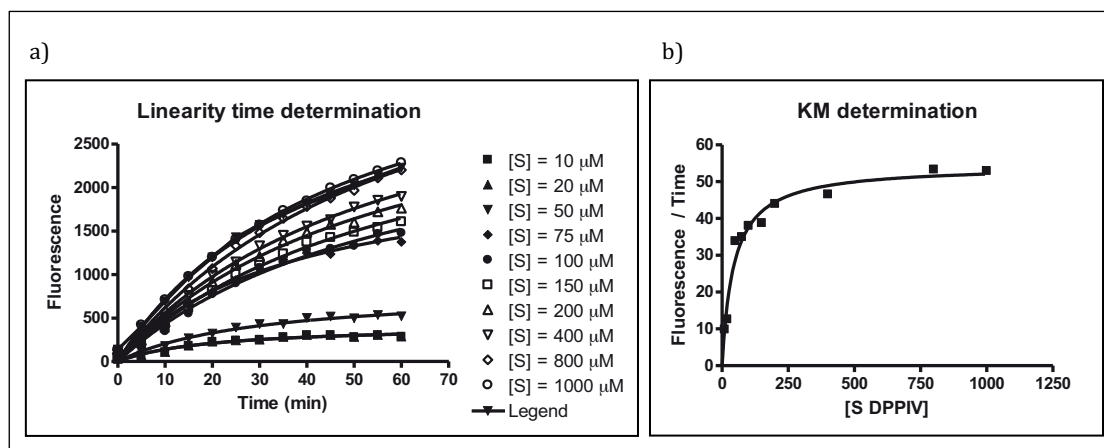 a)
Linearity time determination
Fluorescence
2500
2000
1500
1000
500
0
0 10 20 30 40 50 60 70
Time (min)
[S] = 10 μM
[S] = 20 μM
[S] = 50 μM
[S] = 75 μM
[S] = 100 μM
[S] = 150 μM
[S] = 200 μM
[S] = 400 μM
[S] = 800 μM
[S] = 1000 μM
Legend
b)
KM determination
Fluorescence / Time
60
50
40
30
20
10
0
0 250 500 750 1000 1250
[S DPPIV]